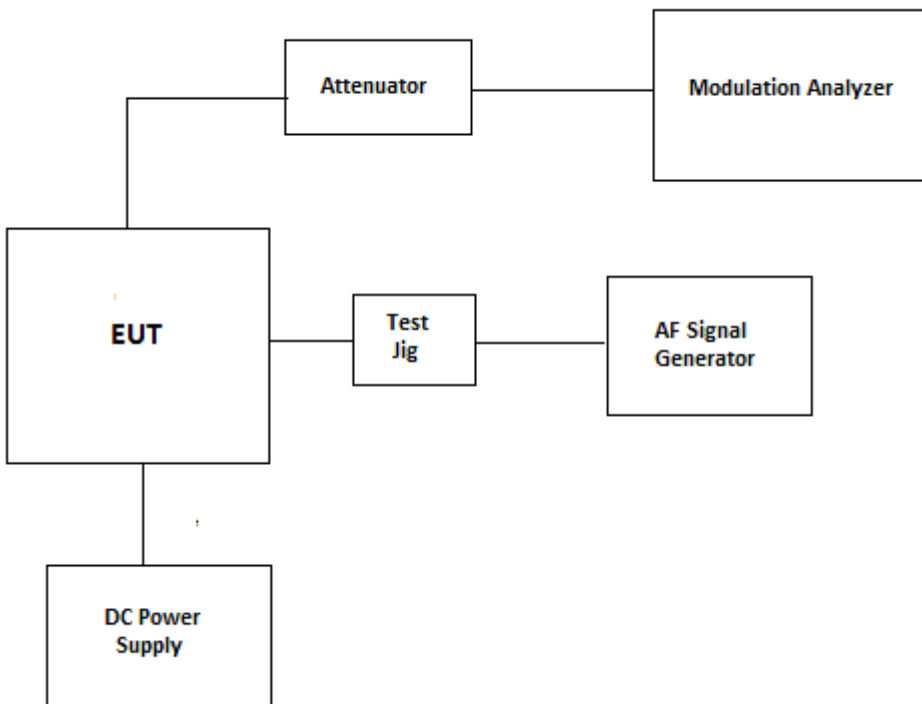 Attenuator
Modulation Analyzer
EUT
Test
Jig
AF Signal
Generator
DC Power
Supply